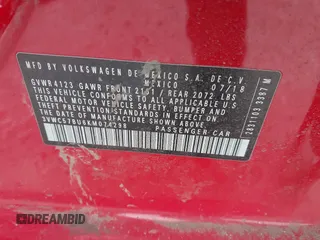 MFD BY VOLKSWAGEN DE MEXICO S.A. DE C.V.
MEXICO 07/18
GVWR 4123 GAWR FRONT 2161 / REAR 2072 LBS
THIS VEHICLE CONFORMS TO ALL APPLICABLE U.S.
FEDERAL MOTOR VEHICLE SAFETY, BUMPER, AND
THEFT PREVENTION STANDARDS IN EFFECT ON THE
DATE OF MANUFACTURE SHOWN ABOVE.
PASSENGER CAR
3387 M
DREAMBID